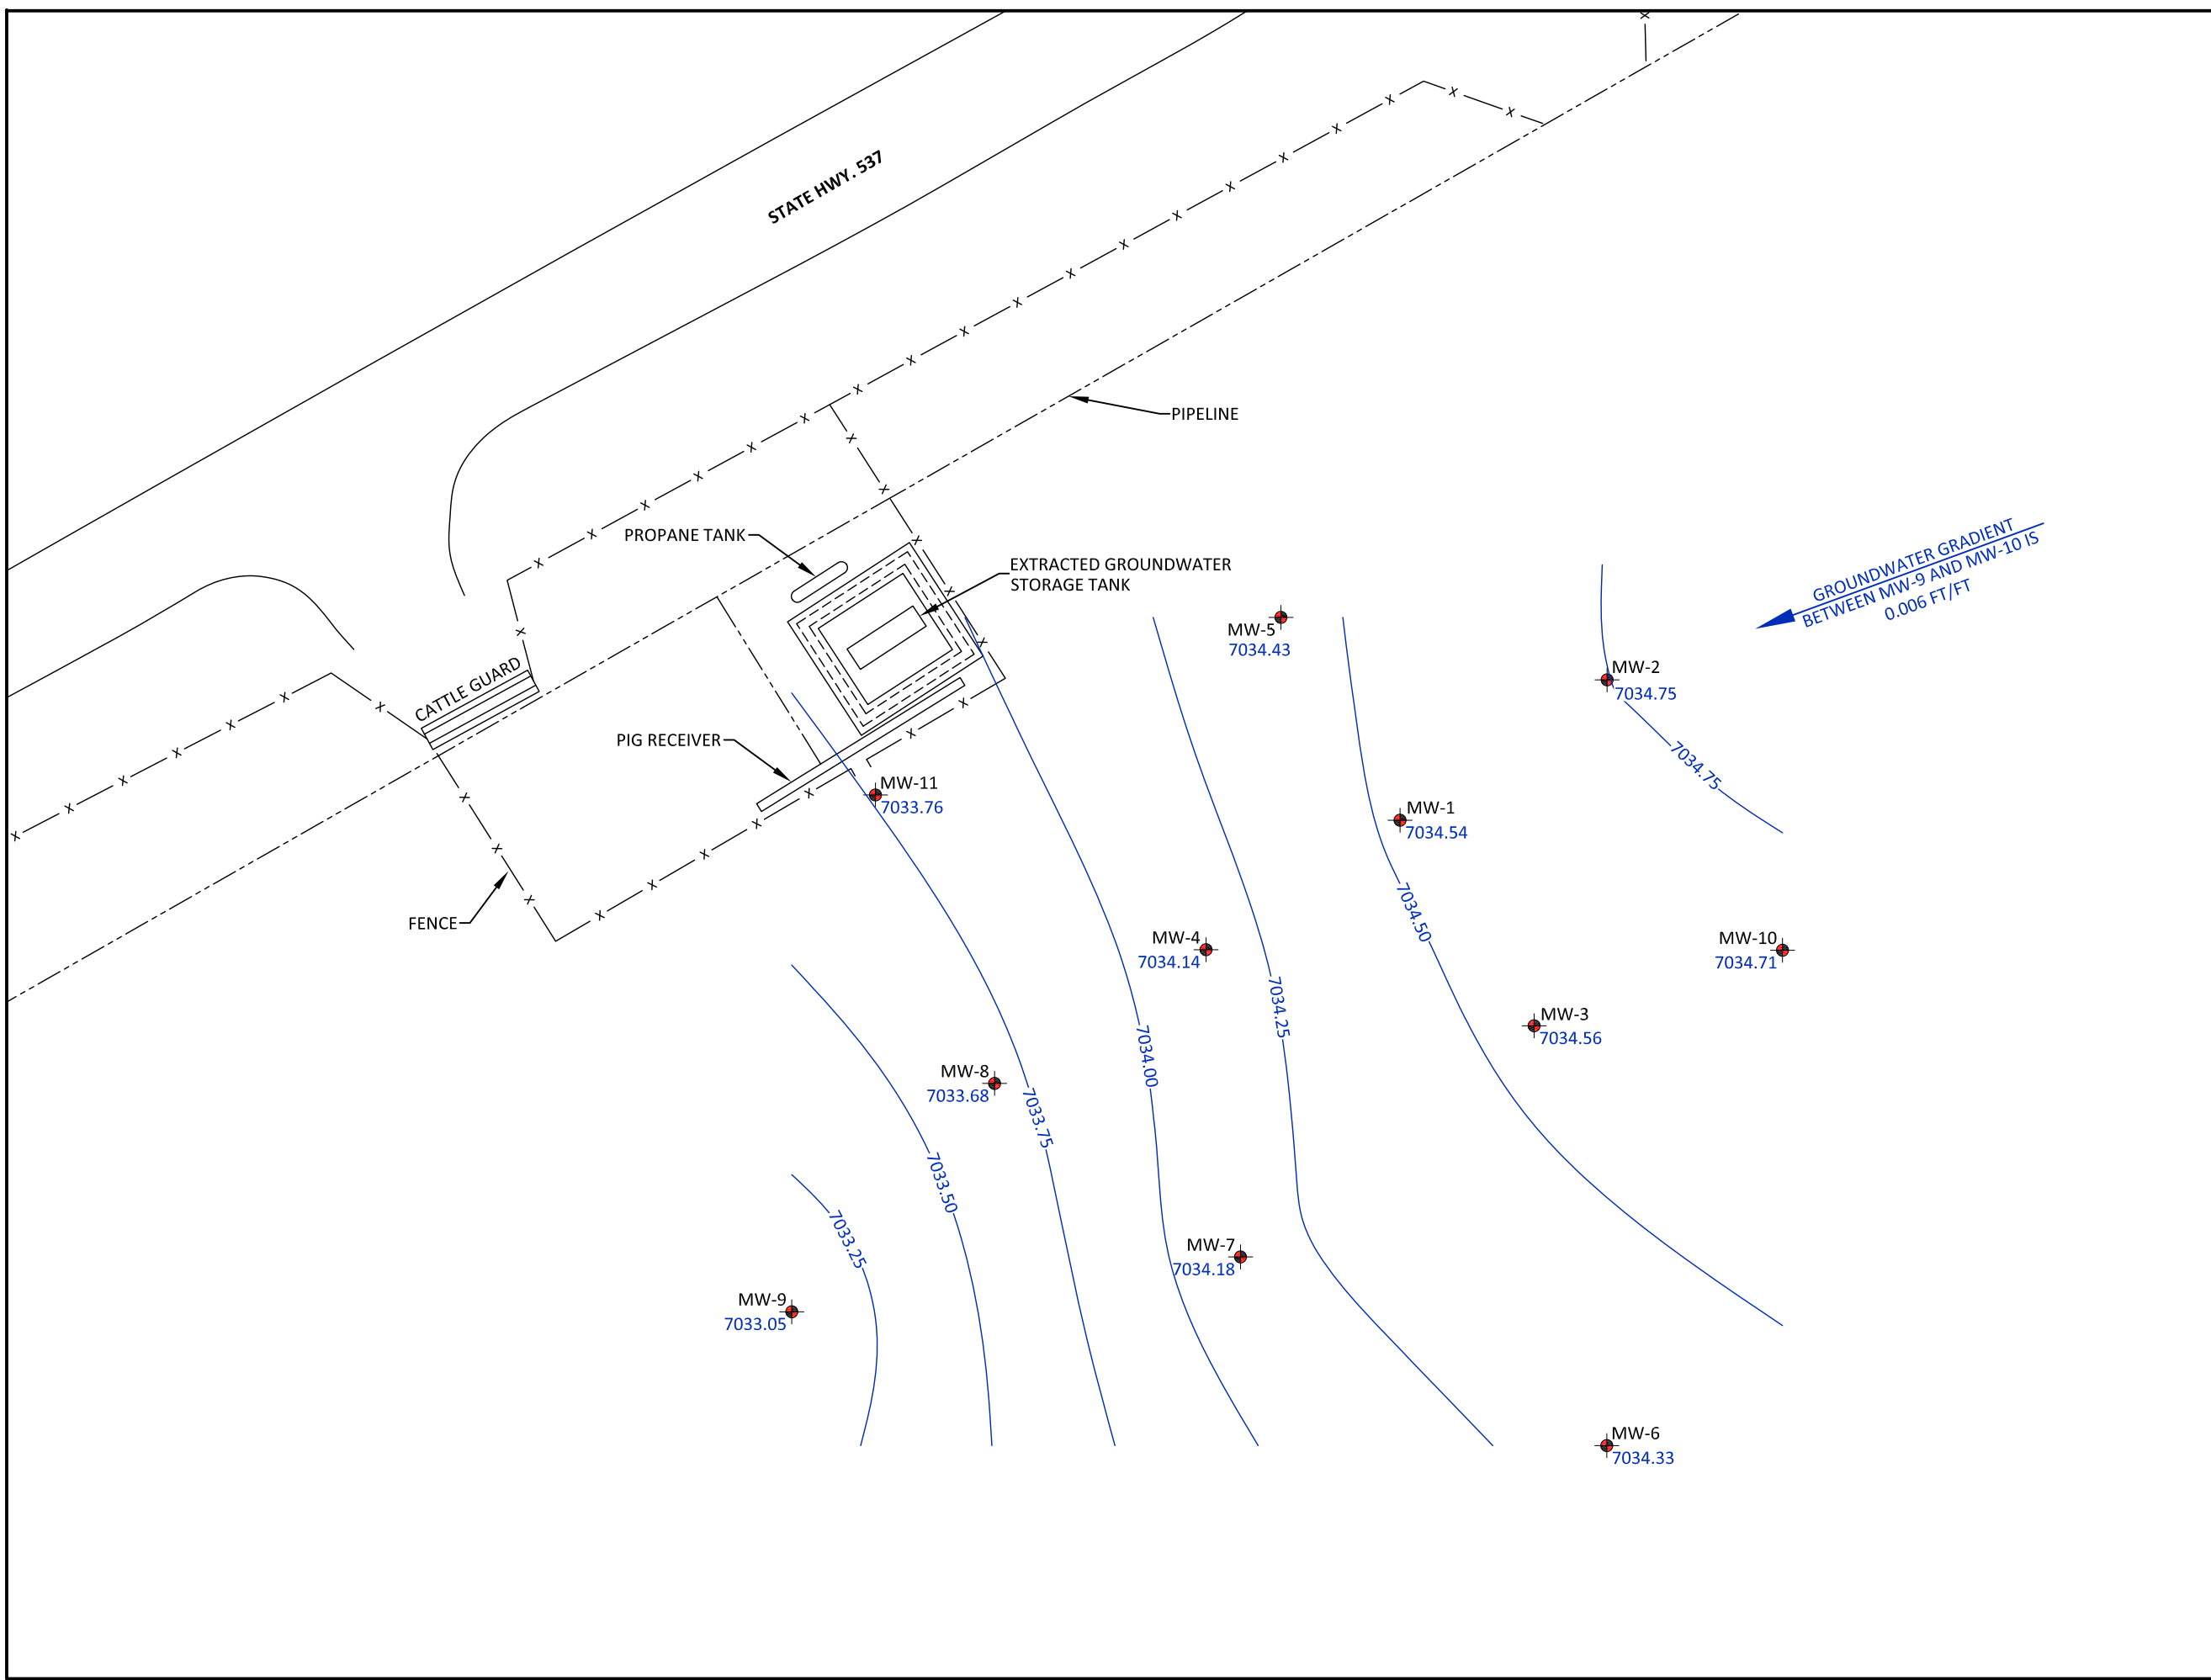 STATE HWY. 537
PIPELINE
PROPANE TANK
EXTRACTED GROUNDWATER
STORAGE TANK
GROUNDWATER GRADIENT
BETWEEN MW-9 AND MW-10 IS
0.006 FT/FT
MW-5
7034.43
CATTLE GUARD
MW-2
7034.75
PIG RECEIVER
7034.75
MW-11
7033.76
MW-1
7034.54
FENCE
7034.50
MW-4
7034.14
MW-10
7034.71
7034.25
MW-3
7034.56
7034.00
MW-8
7033.68
7033.75
7033.50
7033.25
MW-7
7034.18
MW-9
7033.05
MW-6
7034.33
X X X X X X X X X X X X X X X X X X X X X X X X X X X X X X X X X X X X X X X X X X X X X